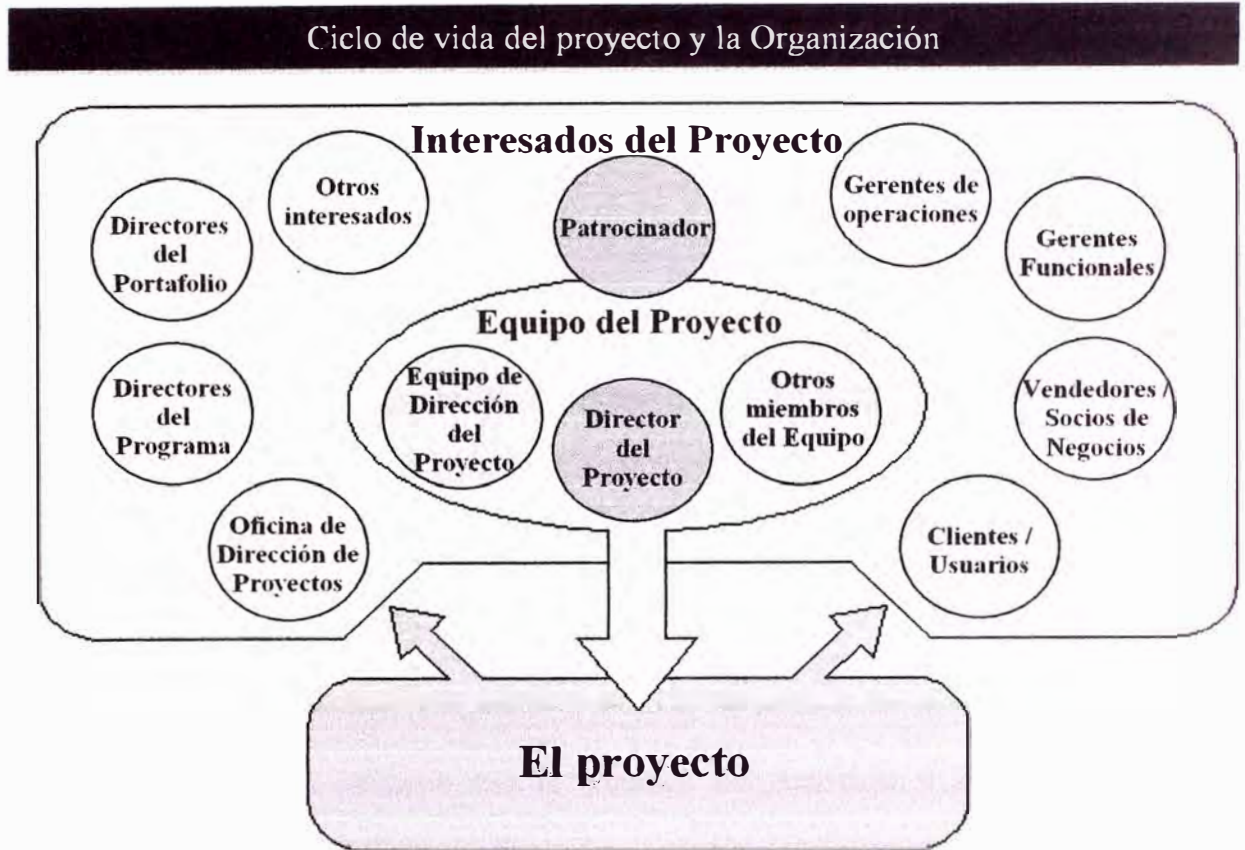 Ciclo de vida del proyecto y la Organización
Interesados del Proyecto
Otros
interesados
Patrocinador
Gerentes de
operaciones
Directores
del
Portafolio
Gerentes
Funcionales
Equipo del Proyecto
Directores
del
Programa
Equipo de
Dirección
del
Proyecto
Director
del
Proyecto
Otros
miembros
del Equipo
Vendedores /
Socios de
Negocios
Oficina de
Dirección de
Proyectos
Clientes /
Usuarios
El proyecto